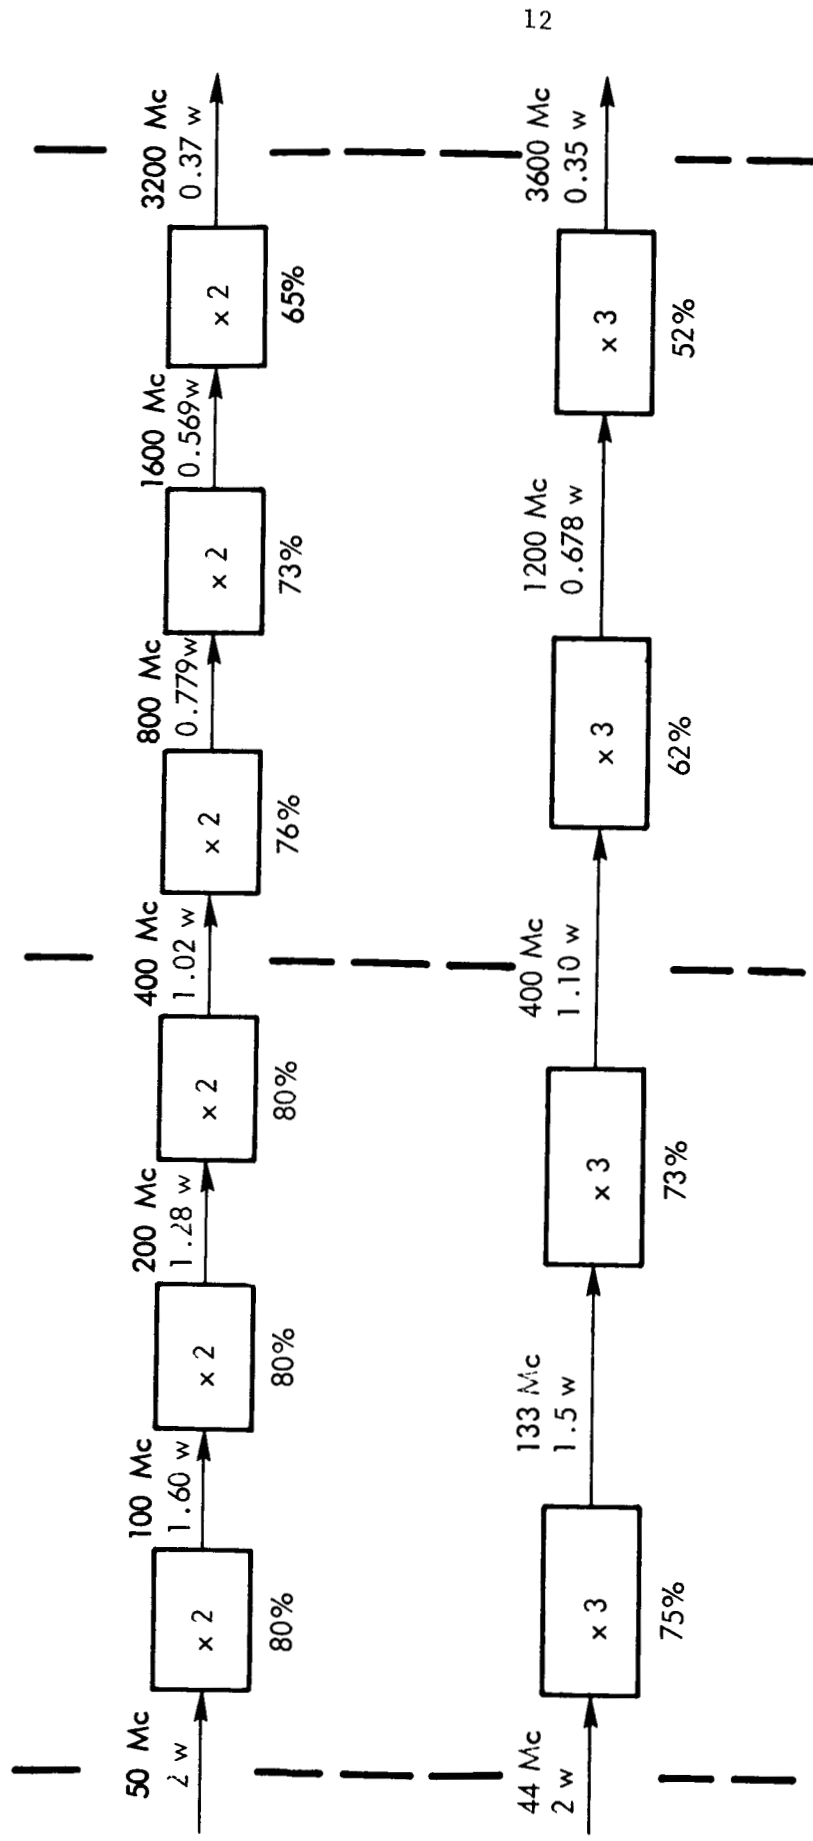 12
50 Mc
2 w
x 2
80%
100 Mc
1.60 w
x 2
80%
200 Mc
1.28 w
x 2
80%
400 Mc
1.02 w
x 2
76%
800 Mc
0.779w
x 2
73%
1600 Mc
0.569w
x 2
65%
3200 Mc
0.37 w
44 Mc
2 w
x 3
75%
133 Mc
1.5 w
x 3
73%
400 Mc
1.10 w
x 3
62%
1200 Mc
0.678 w
x 3
52%
3600 Mc
0.35 w